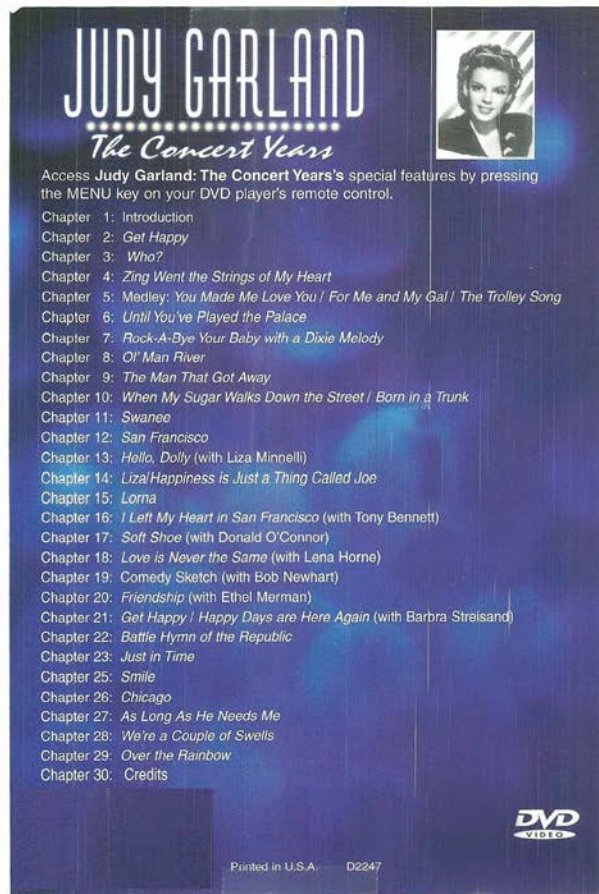 JUDY GARLAND
The Concert Years
Access Judy Garland: The Concert Years's special features by pressing
the MENU key on your DVD player's remote control.
Chapter 1: Introduction
Chapter 2: Get Happy
Chapter 3: Who?
Chapter 4: Zing Went the Strings of My Heart
Chapter 5: Medley: You Made Me Love You / For Me and My Gal / The Trolley Song
Chapter 6: Until You've Played the Palace
Chapter 7: Rock-A-Bye Your Baby with a Dixie Melody
Chapter 8: Ol' Man River
Chapter 9: The Man That Got Away
Chapter 10: When My Sugar Walks Down the Street / Born in a Trunk
Chapter 11: Swanee
Chapter 12: San Francisco
Chapter 13: Hello, Dolly (with Liza Minnelli)
Chapter 14: Liza/Happiness is Just a Thing Called Joe
Chapter 15: Lorna
Chapter 16: I Left My Heart in San Francisco (with Tony Bennett)
Chapter 17: Soft Shoe (with Donald O'Connor)
Chapter 18: Love is Never the Same (with Lena Horne)
Chapter 19: Comedy Sketch (with Bob Newhart)
Chapter 20: Friendship (with Ethel Merman)
Chapter 21: Get Happy / Happy Days are Here Again (with Barbra Streisand)
Chapter 22: Battle Hymn of the Republic
Chapter 23: Just in Time
Chapter 25: Smile
Chapter 26: Chicago
Chapter 27: As Long As He Needs Me
Chapter 28: We're a Couple of Swells
Chapter 29: Over the Rainbow
Chapter 30: Credits
DVD
VIDEO
Printed in U.S.A. D2247